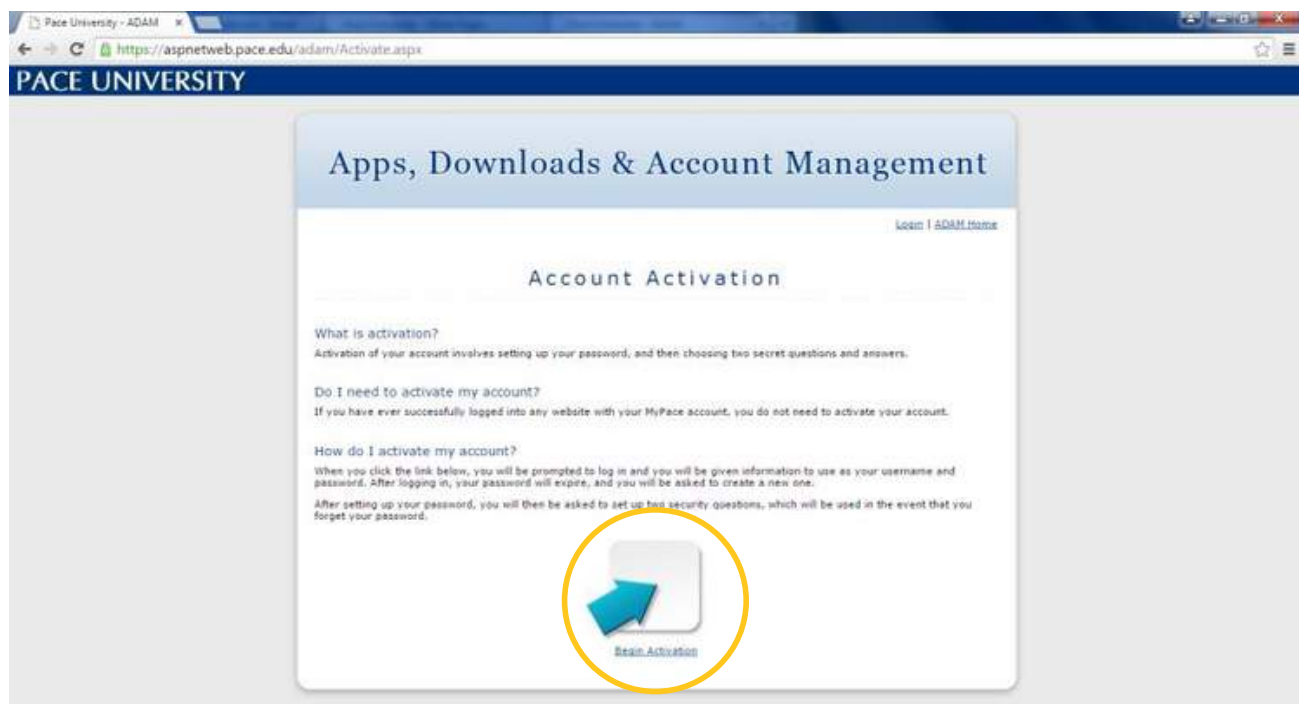 Pace University - ADAM
https://aspnetweb.pace.edu/adam/Activate.aspx
PACE UNIVERSITY
Apps, Downloads & Account Management
Login | ADAM Home
Account Activation
What is activation?
Activation of your account involves setting up your password, and then choosing two secret questions and answers.
Do I need to activate my account?
If you have ever successfully logged into any website with your MyPace account, you do not need to activate your account.
How do I activate my account?
When you click the link below, you will be prompted to log in and you will be given information to use as your username and
password. After logging in, your password will expire, and you will be asked to create a new one.
After setting up your password, you will then be asked to set up two security questions, which will be used in the event that you
forget your password.
Begin Activation